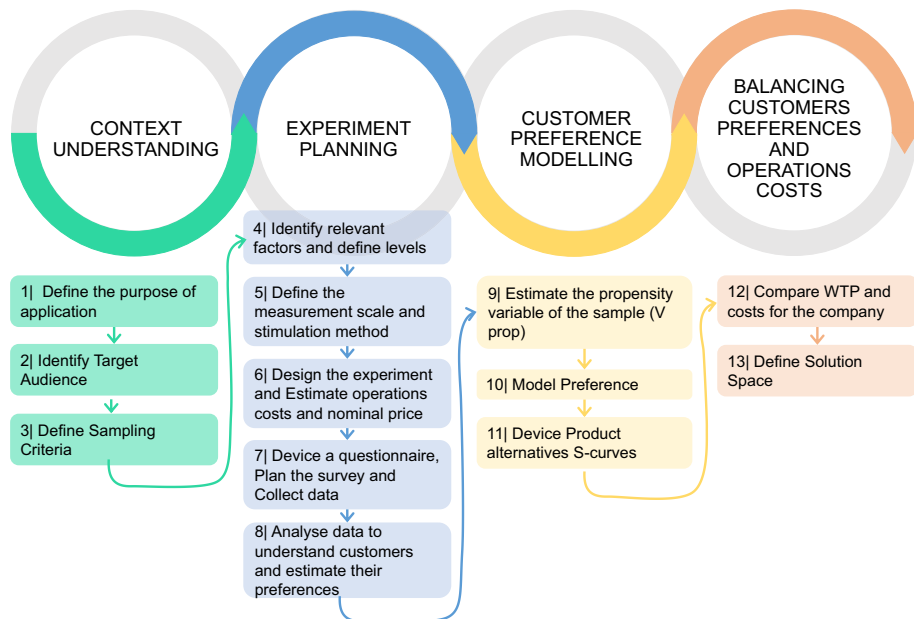 CONTEXT
UNDERSTANDING
EXPERIMENT
PLANNING
CUSTOMER
PREFERENCE
MODELLING
BALANCING
CUSTOMERS
PREFERENCES
AND
OPERATIONS
COSTS
1| Define the purpose of
application
2| Identify Target
Audience
3| Define Sampling
Criteria
4| Identify relevant
factors and define levels
5| Define the
measurement scale and
stimulation method
6| Design the experiment
and Estimate operations
costs and nominal price
7| Device a questionnaire,
Plan the survey and
Collect data
8| Analyse data to
understand customers
and estimate their
preferences
9| Estimate the propensity
variable of the sample (V
prop)
10| Model Preference
11| Device Product
alternatives S-curves
12| Compare WTP and
costs for the company
13| Define Solution
Space